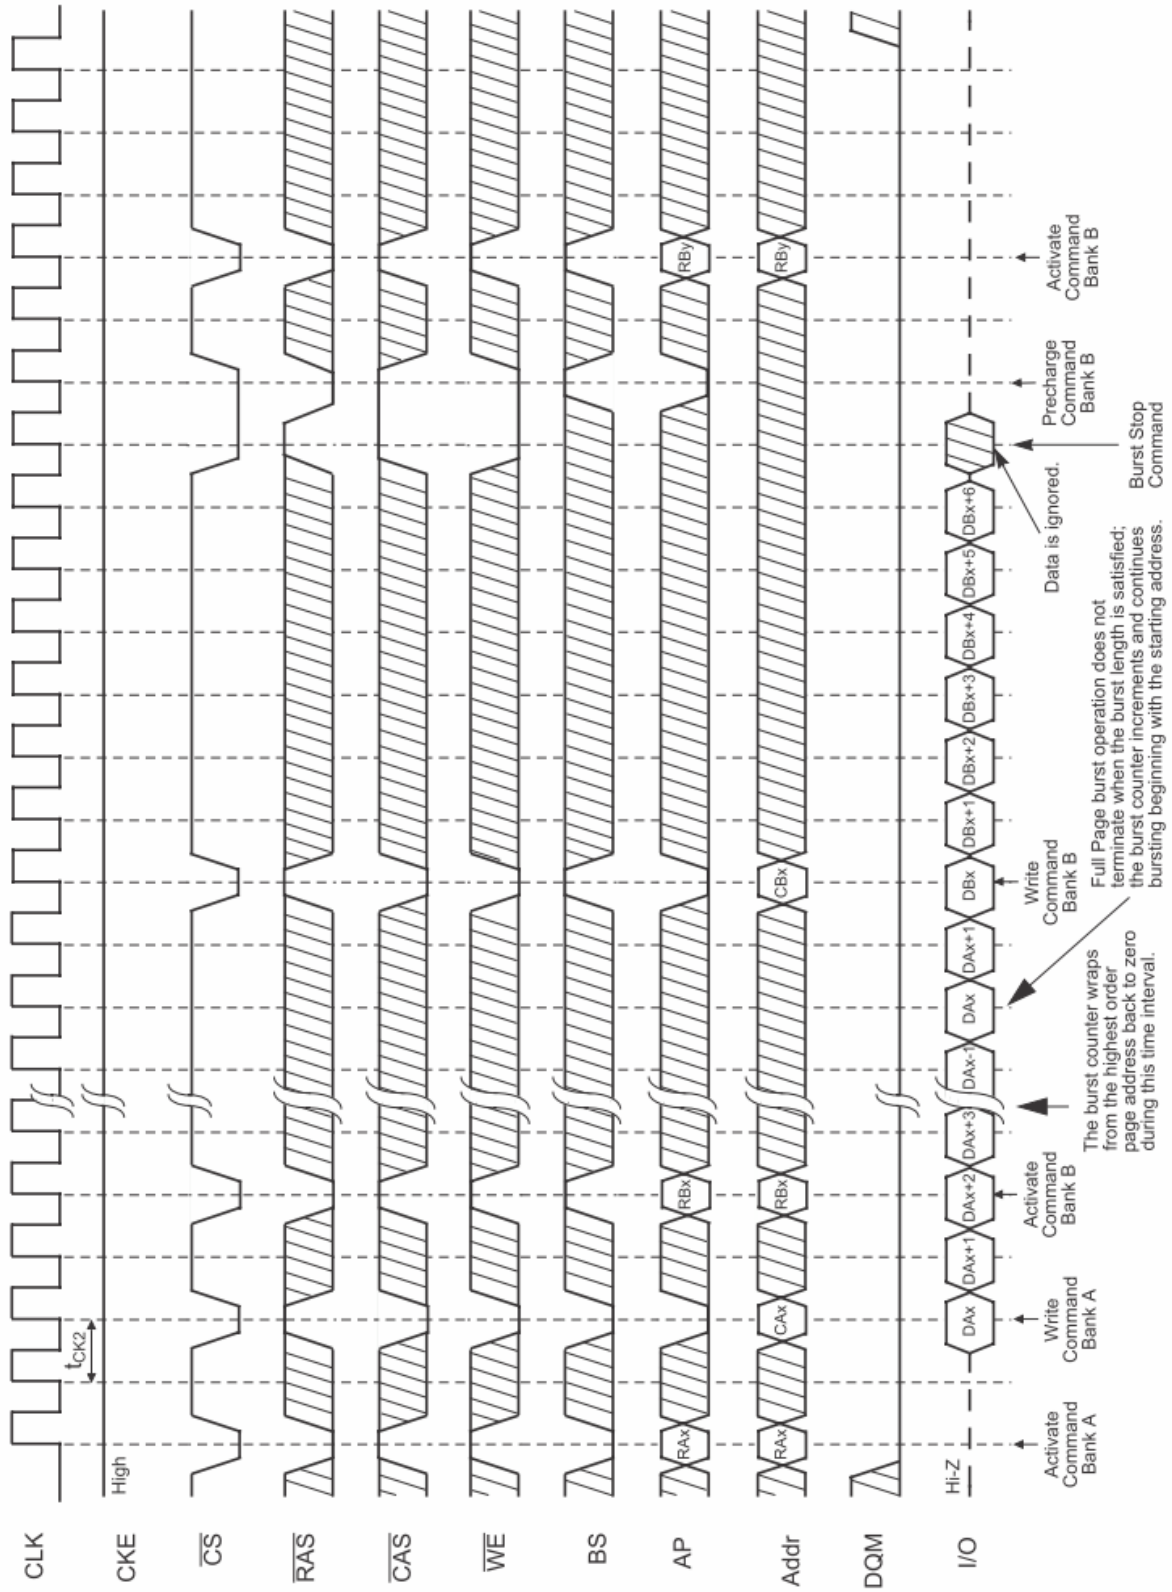 CLK
CKE
High
tCK2
CS
RAS
CAS
WE
BS
AP
RAx
RBx
RBy
Addr
RAx
CAx
RBx
CBx
RBy
DQM
I/O
Hi-Z
DAx
DAx+1
DAx+2
DAx+3
DAx-1
DAx
DAx+1
DBx
DBx+1
DBx+2
DBx+3
DBx+4
DBx+5
DBx+6
Activate
Command
Bank A
Write
Command
Bank A
Activate
Command
Bank B
The burst counter wraps
from the highest order
page address back to zero
during this time interval.
Write
Command
Bank B
Full Page burst operation does not
terminate when the burst length is satisfied;
the burst counter increments and continues
bursting beginning with the starting address.
Data is ignored.
Burst Stop
Command
Precharge
Command
Bank B
Activate
Command
Bank B